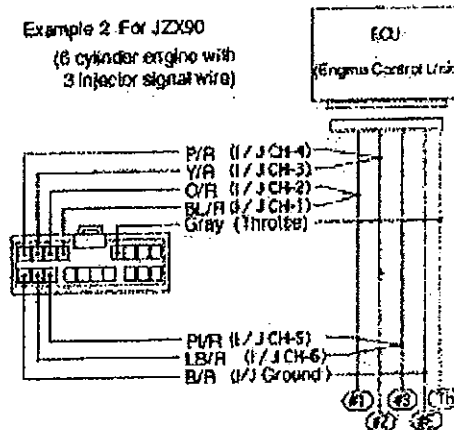 Example 2 For JZX90
(6 cylinder engine with
3 injector signal wire)
ECU
(Engine Control Unit)
P/R (I/J CH-4)
Y/R (I/J CH-3)
O/R (I/J CH-2)
BL/R (I/J CH-1)
Gray (Throttle)
PI/R (I/J CH-5)
LB/R (I/J CH-6)
B/R (I/J Ground)
#1
#2
#3